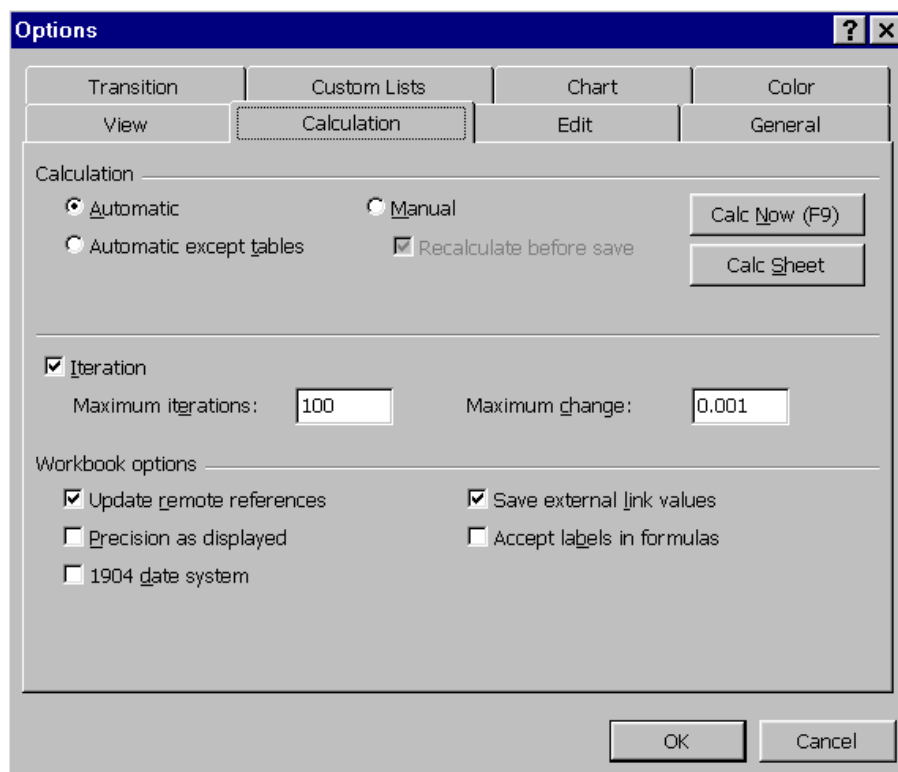 Options
Transition Custom Lists Chart Color
View Calculation Edit General
Calculation
Automatic Manual Calc Now (F9)
Automatic except tables Recalculate before save
Calc Sheet
Iteration
Maximum iterations: 100 Maximum change: 0.001
Workbook options
Update remote references Save external link values
Precision as displayed Accept labels in formulas
1904 date system
OK Cancel